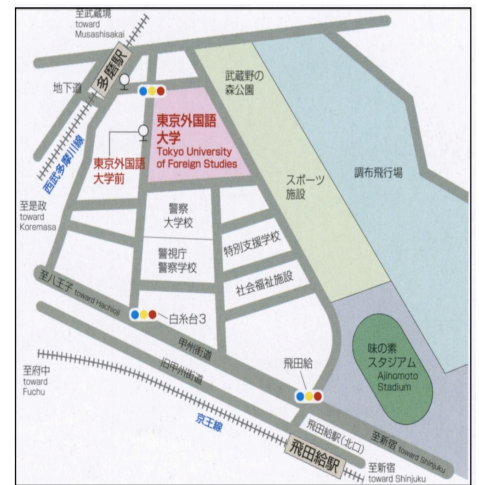 至武蔵境
toward
Musashisakai
多磨駅
地下道
武蔵野の
森公園
東京外国語
大学
Tokyo University
of Foreign Studies
東京外国語
大学前
西武多摩川線
スポーツ
施設
調布飛行場
至是政
toward
Koremasa
警察
大学校
警視庁
警察学校
特別支援学校
社会福祉施設
至八王子 toward Hachioji
白糸台3
甲州街道
旧甲州街道
飛田給
味の素
スタジアム
Ajinomoto
Stadium
至府中
toward
Fuchu
京王線
飛田給駅(北口)
飛田給駅
至新宿 toward Shinjuku
至新宿
toward Shinjuku